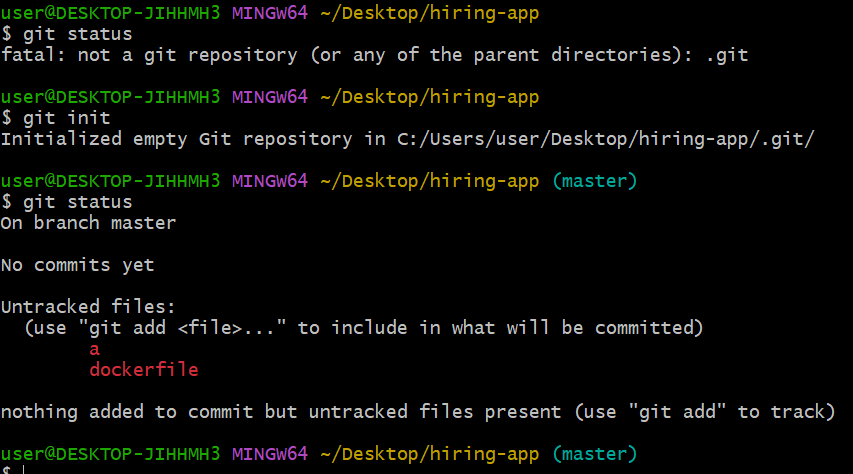 user@DESKTOP-JIHHMH3 MINGW64 ~/Desktop/hiring-app
$ git status
fatal: not a git repository (or any of the parent directories): .git
user@DESKTOP-JIHHMH3 MINGW64 ~/Desktop/hiring-app
$ git init
Initialized empty Git repository in C:/Users/user/Desktop/hiring-app/.git/
user@DESKTOP-JIHHMH3 MINGW64 ~/Desktop/hiring-app (master)
$ git status
On branch master
No commits yet
Untracked files:
(use "git add <file>..." to include in what will be committed)
a
dockerfile
nothing added to commit but untracked files present (use "git add" to track)
user@DESKTOP-JIHHMH3 MINGW64 ~/Desktop/hiring-app (master)
$